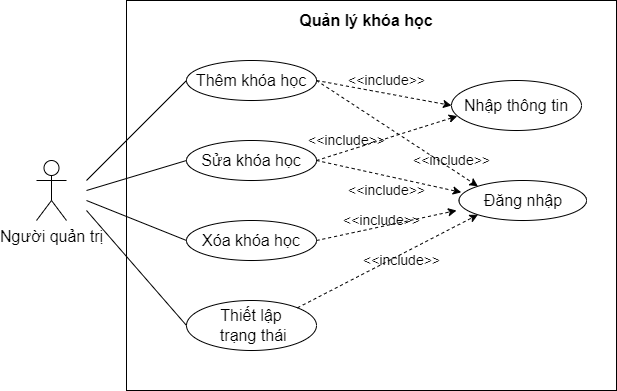 Quản lý khóa học
Thêm khóa học
<<include>>
Nhập thông tin
<<include>>
Sửa khóa học
<<include>>
<<include>>
Đăng nhập
Người quản trị
Xóa khóa học
<<include>>
<<include>>
Thiết lập
trạng thái